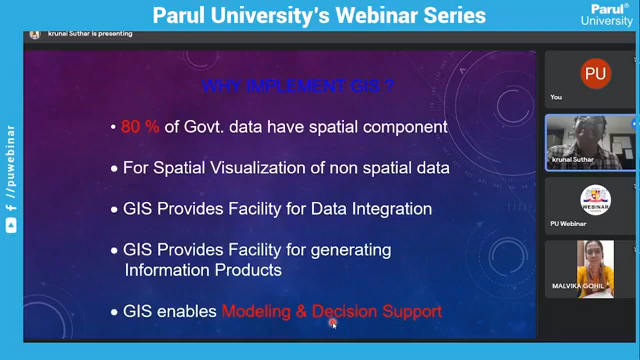 Parul University's Webinar Series
Parul®
University
krunal Suthar is presenting
WHY IMPLEMENT GIS ?
• 80 % of Govt. data have spatial component
• For Spatial Visualization of non spatial data
• GIS Provides Facility for Data Integration
• GIS Provides Facility for generating
Information Products
• GIS enables Modeling & Decision Support
/puwebinar
PU
You
krunal Suthar
WEBINAR
PU Webinar
MALVIKA GOHIL